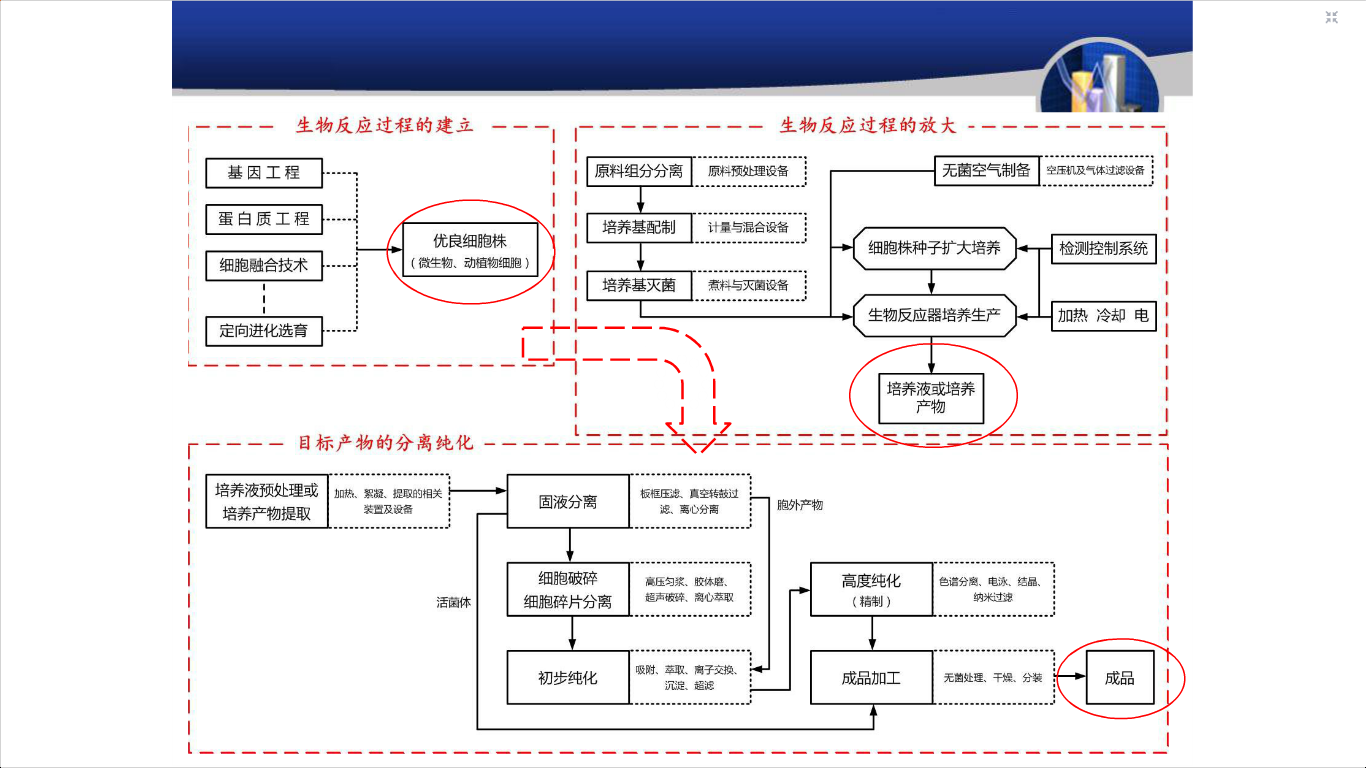 生物反应过程的建立
基因工程
蛋白质工程
细胞融合技术
定向进化选育
优良细胞株
（微生物、动植物细胞）
生物反应过程的放大
原料组分分离
原料预处理设备
培养基配制
计量与混合设备
培养基灭菌
煮料与灭菌设备
无菌空气制备
空压机及气体过滤设备
细胞株种子扩大培养
检测控制系统
生物反应器培养生产
加热 冷却 电
培养液或培养
产物
目标产物的分离纯化
培养液预处理或
培养产物提取
加热、絮凝、提取的相关
装置及设备
固液分离
板框压滤、真空转鼓过
滤、离心分离
胞外产物
活菌体
细胞破碎
细胞碎片分离
高压匀浆、胶体磨、
超声破碎、离心萃取
初步纯化
吸附、萃取、离子交换、
沉淀、超滤
高度纯化
（精制）
色谱分离、电泳、结晶、
纳米过滤
成品加工
无菌处理、干燥、分装
成品